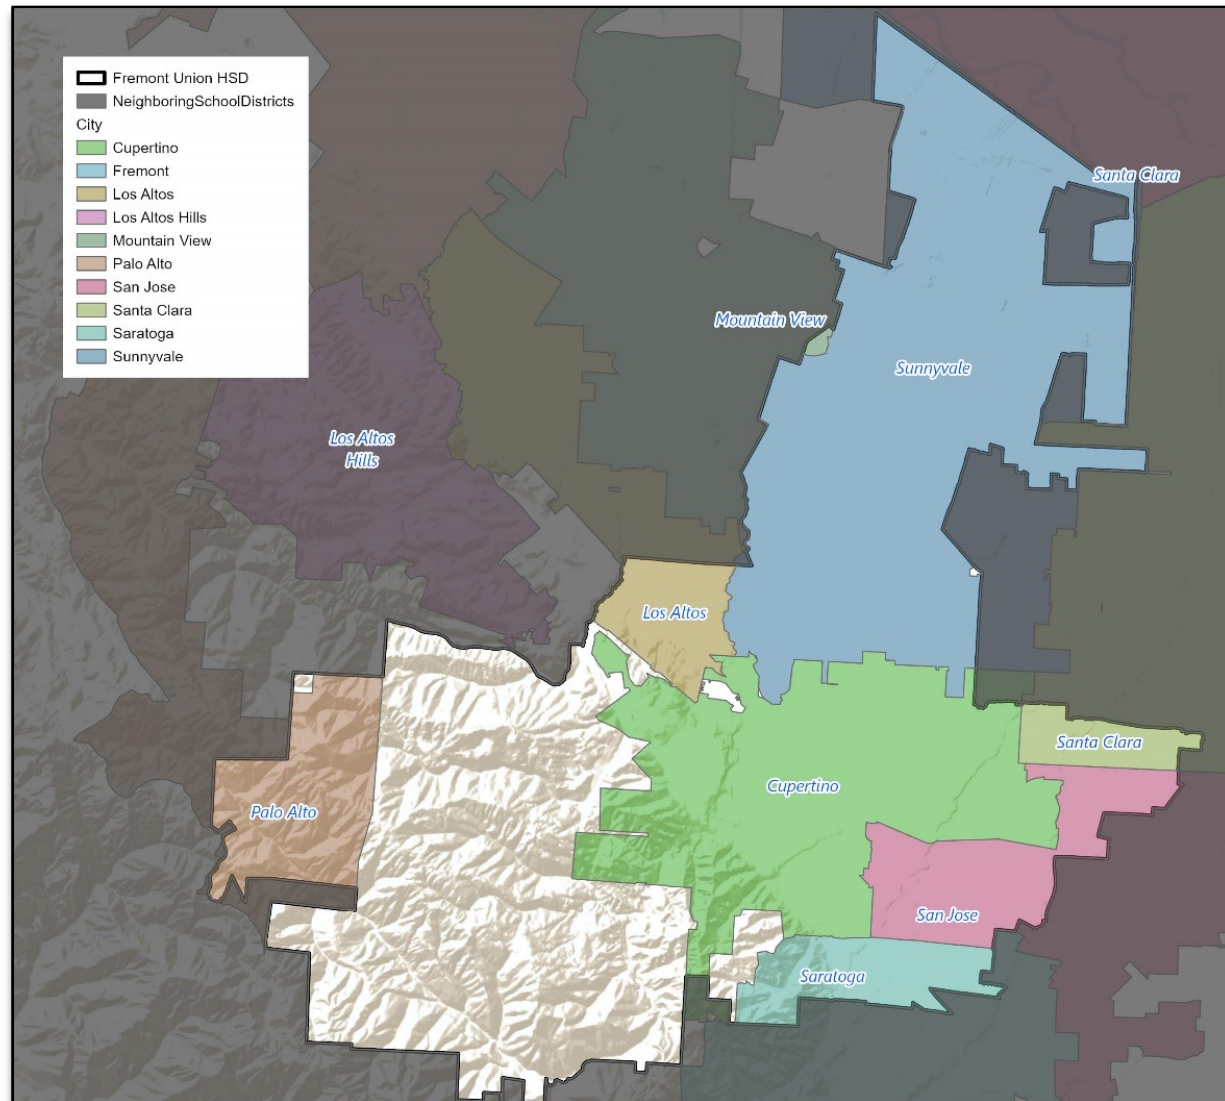 Fremont Union HSD
NeighboringSchoolDistricts
City
Cupertino
Fremont
Los Altos
Los Altos Hills
Mountain View
Palo Alto
San Jose
Santa Clara
Saratoga
Sunnyvale
Santa Clara
Mountain View
Sunnyvale
Los Altos
Hills
Los Altos
Santa Clara
Cupertino
Palo Alto
San Jose
Saratoga